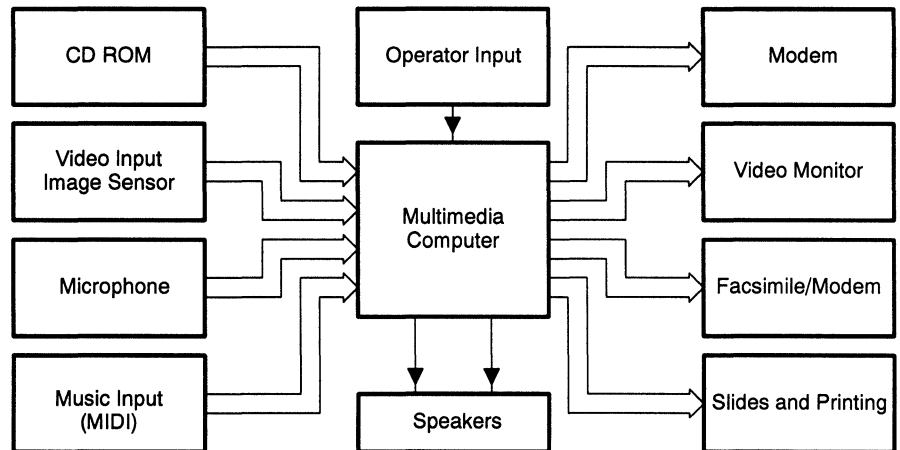 CD ROM
Operator Input
Modem
Video Input
Image Sensor
Multimedia
Computer
Video Monitor
Microphone
Facsimile/Modem
Music Input
(MIDI)
Speakers
Slides and Printing